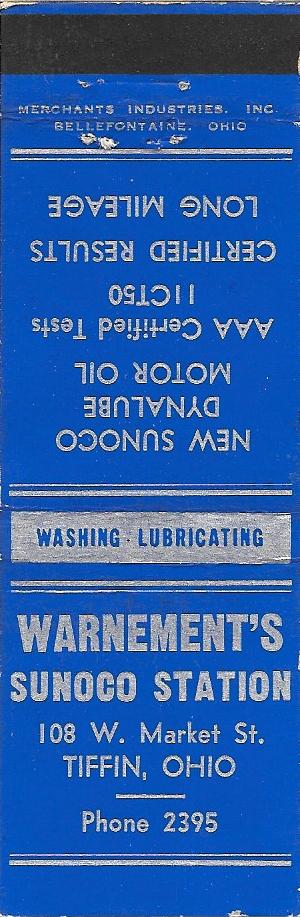 MERCHANTS INDUSTRIES, INC.
BELLEFONTAINE, OHIO
NEW SUNOCO
DYNALUBE
MOTOR OIL
AAA Certified Tests
11CT50
CERTIFIED RESULTS
LONG MILEAGE
WASHING · LUBRICATING
WARNEMENT'S
SUNOCO STATION
108 W. Market St.
TIFFIN, OHIO
Phone 2395